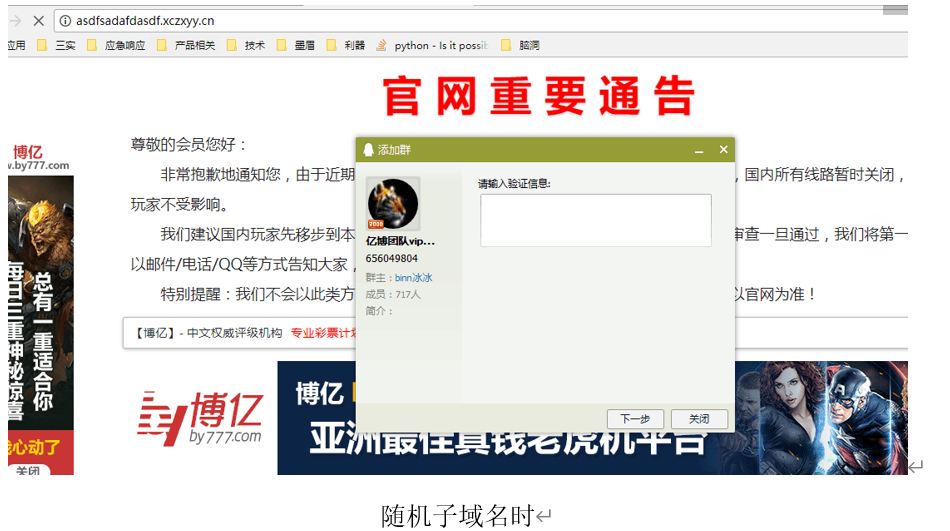 asdfsadafdasdf.xczxyy.cn
应用 三实 应急响应 产品相关 技术 墨眉 利器 python - Is it possib 脑洞
官网重要通告
尊敬的会员您好：
非常抱歉地通知您，由于近期
，国内所有线路暂时关闭，
玩家不受影响。
我们建议国内玩家先移步到本
审查一旦通过，我们将第一
以邮件/电话/QQ等方式告知大家，
特别提醒：我们不会以此类方
以官网为准！
【博亿】- 中文权威评级机构 专业彩票计划
博亿
w.by777.com
总有一重适合你
每日三重神秘惊喜
心动了
关闭
添加群
请输入验证信息:
亿博团队vip...
656049804
群主：binn冰冰
成员：717人
简介：
下一步 关闭
博亿
by777.com
博亿
亚洲最佳真钱老虎机平台
随机子域名时